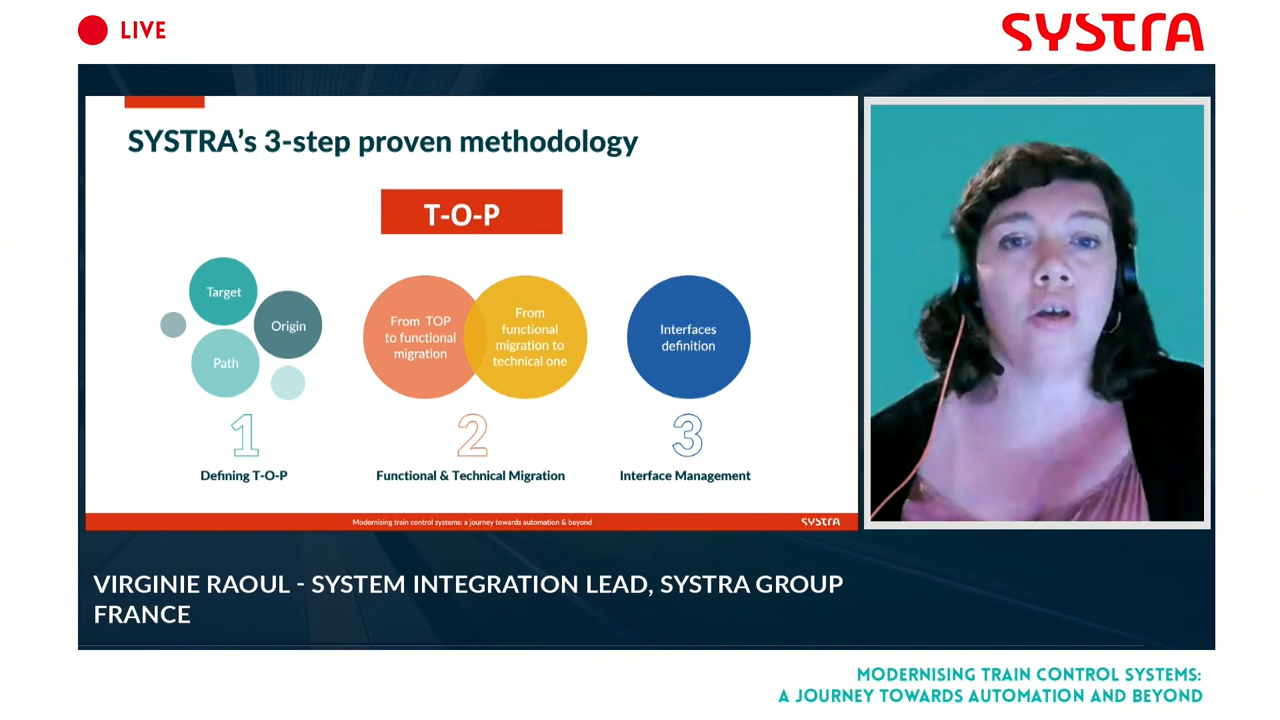 LIVE
SYSTRA
SYSTRA's 3-step proven methodology
T-O-P
Target
Origin
Path
From TOP
to functional
migration
From
functional
migration to
technical one
Interfaces
definition
1
2
3
Defining T-O-P
Functional & Technical Migration
Interface Management
Modernising train control systems: a journey towards automation & beyond
SYSTRA
VIRGINIE RAOUL - SYSTEM INTEGRATION LEAD, SYSTRA GROUP
FRANCE
MODERNISING TRAIN CONTROL SYSTEMS:
A JOURNEY TOWARDS AUTOMATION AND BEYOND